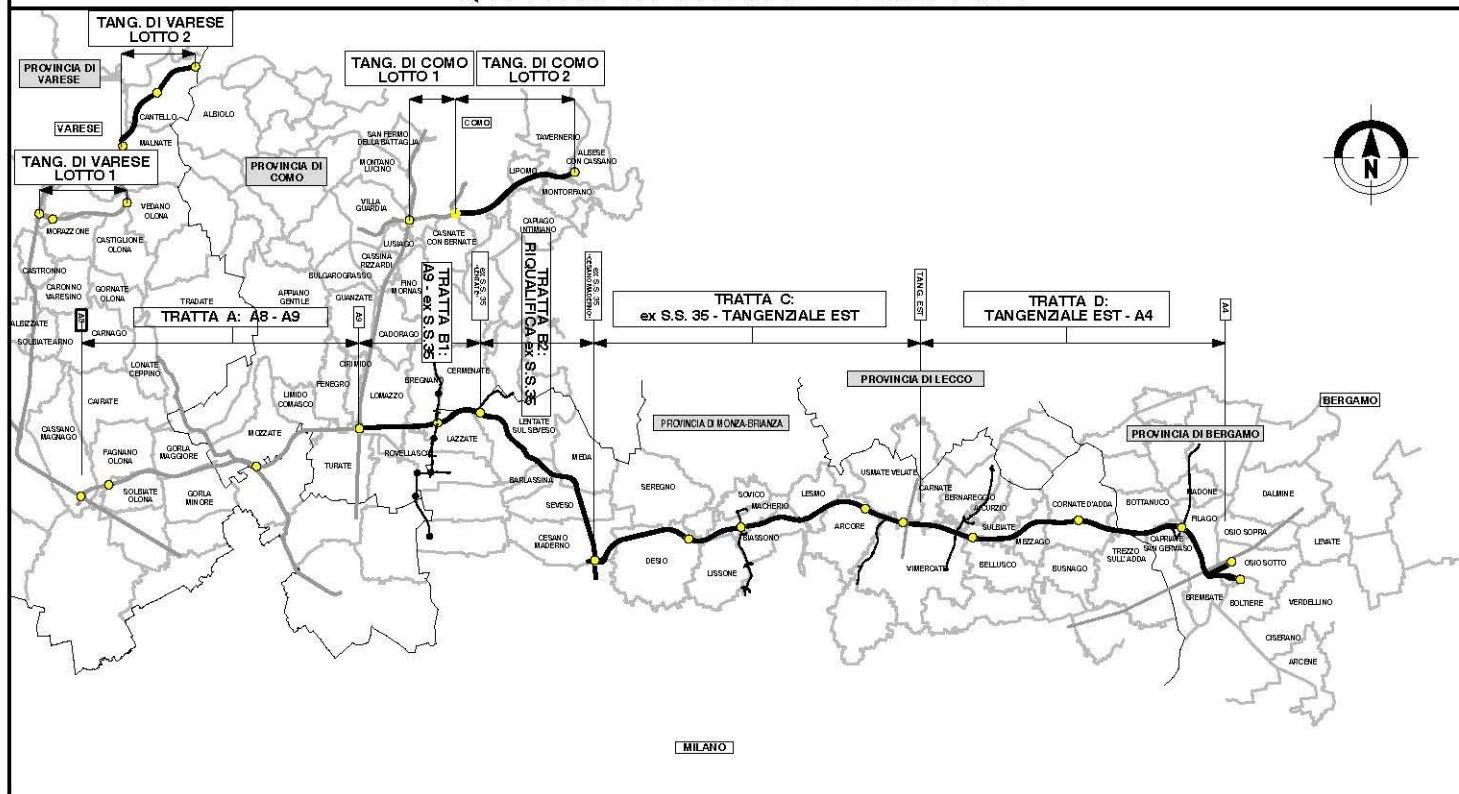 TANG. DI VARESE
LOTTO 2
PROVINCIA DI
VARESE
TANG. DI COMO
LOTTO 1
TANG. DI COMO
LOTTO 2
CANTELLO
ALBIOLO
VARESE
MALNATE
SAN FERMO
DELLA BATTAGLIA
COMO
TAVERNERIO
ALBESE
CON CASSANO
TANG. DI VARESE
LOTTO 1
PROVINCIA DI
COMO
MONTANO
LUCINO
LIPOMO
MONTORFANO
N
VEDANO
OLONA
VILLA
GUARDIA
MORAZZONE
CASTIGLIONE
OLONA
LUSIAGO
CASNATE
CON BERNATE
CAPIAGO
INTIMIANO
CASSINA
RIZZARDI
CASTRONNO
BULGAROGRASSO
CARONNO
VARESINO
GORNATE
OLONA
APPIANO
GENTILE
GUANZATE
FINO
MORNASCO
TRADATE
ALBIZZATE
SOLBIATE ARNO
CARNAGO
A8
TRATTA A: A8 - A9
A9
CADORAGO
TRATTA B1:
A9 - ex S.S.35
ex S.S. 35
TRATTA B2:
RIQUALIFICA ex S.S.35
ex S.S. 35
TRATTA C:
ex S.S. 35 - TANGENZIALE EST
TANG. EST
TRATTA D:
TANGENZIALE EST - A4
A4
LONATE
CEPPINO
CIRIMIDO
FENEGRO
BREGNANO
CERMENATE
PROVINCIA DI LECCO
CAIRATE
LIMIDO
COMASCO
LOMAZZO
BERGAMO
CASSANO
MAGNAGO
MOZZATE
LENTATE
SUL SEVESO
PROVINCIA DI MONZA-BRIANZA
PROVINCIA DI BERGAMO
FAGNANO
OLONA
GORLA
MAGGIORE
TURATE
ROVELLASCA
LAZZATE
MEDA
SOLBIATE
OLONA
GORLA
MINORE
BARLASSINA
SEREGNO
SOVICO
MACHERIO
LESMO
USMATE VELATE
CARNATE
BERNAREGGIO
AICURZIO
CORNATE D'ADDA
BOTTANUCO
MADONE
DALMINE
SEVESO
SULBIATE
FILAGO
OSIO SOPRA
CESANO
MADERNO
BIASSONO
ARCORE
MEZZAGO
CAPRIATE
SAN GERVASO
LEVATE
DESIO
LISSONE
VIMERCATE
BELLUSCO
BUSNAGO
TREZZO
SULL'ADDA
OSIO SOTTO
BREMBATE
BOLTIERE
VERDELLINO
CISERANO
ARCENE
MILANO